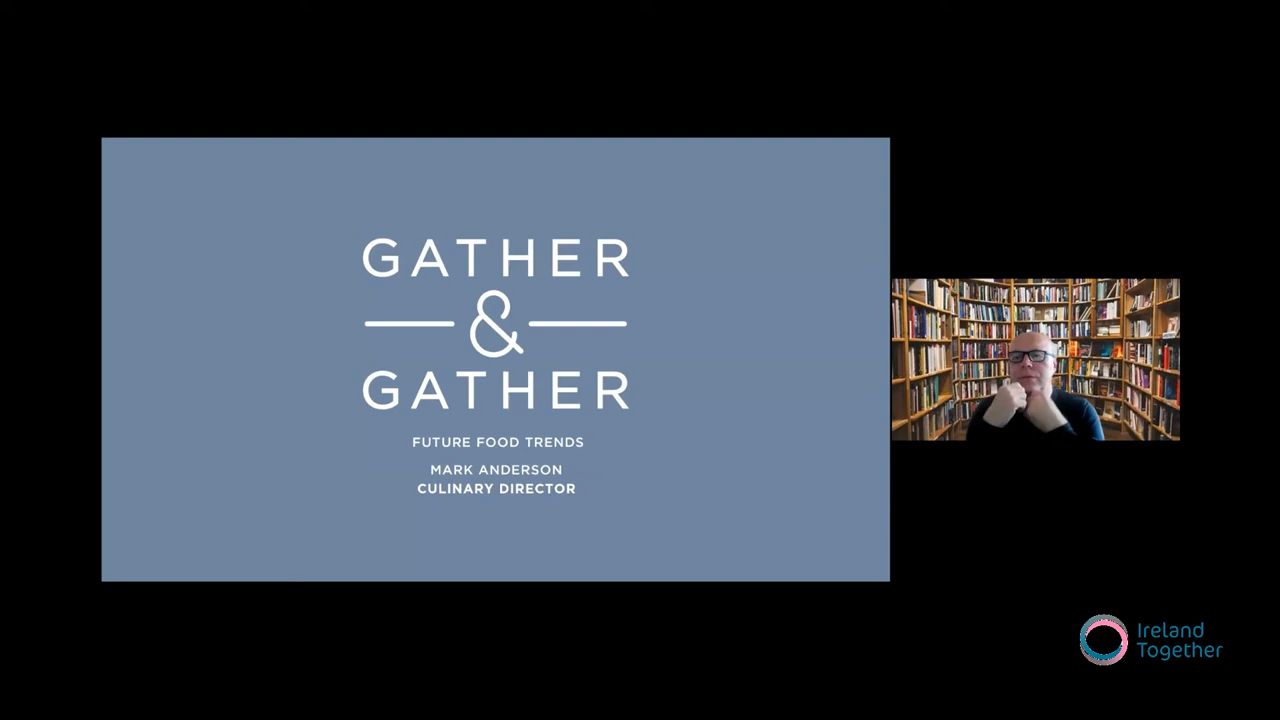 GATHER
&
GATHER
FUTURE FOOD TRENDS
MARK ANDERSON
CULINARY DIRECTOR
Ireland
Together